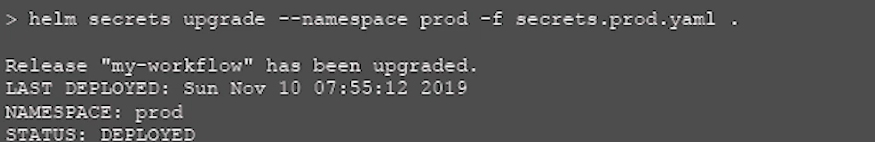 > helm secrets upgrade --namespace prod -f secrets.prod.yaml .
Release "my-workflow" has been upgraded.
LAST DEPLOYED: Sun Nov 10 07:55:12 2019
NAMESPACE: prod
STATUS: DEPLOYED